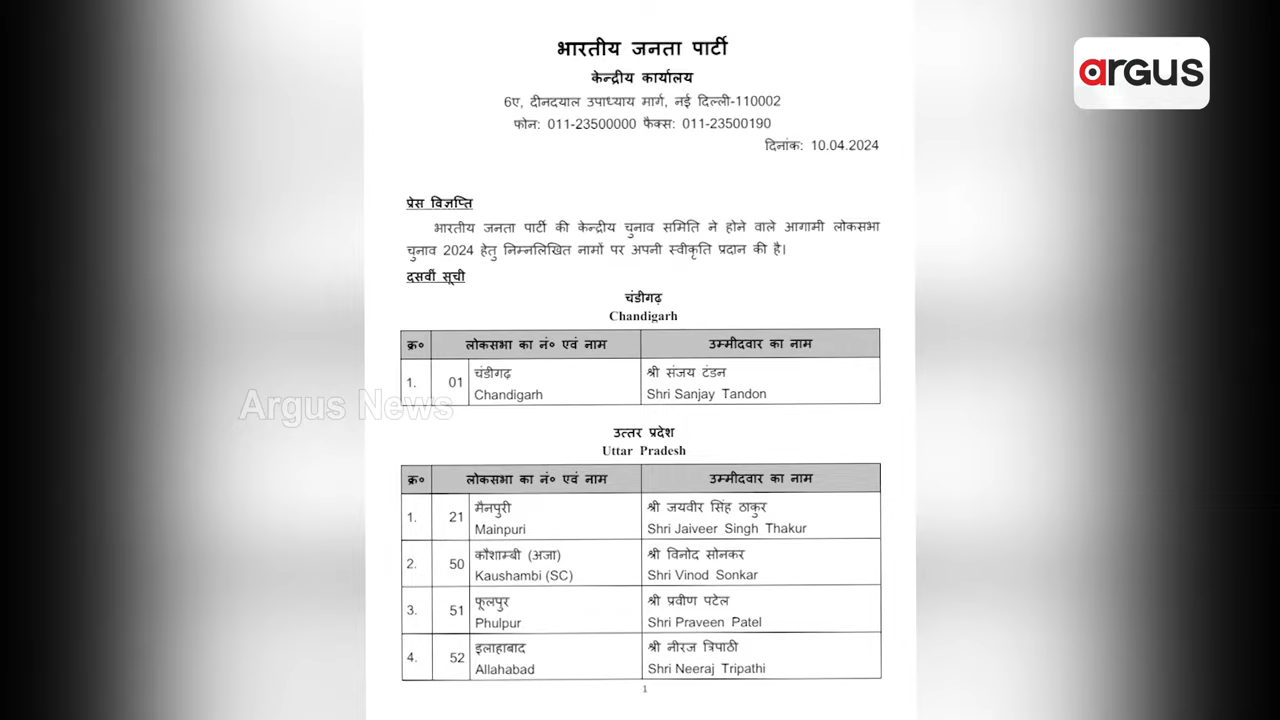 भारतीय जनता पार्टी
argus
केन्द्रीय कार्यालय
6ए, दीनदयाल उपाध्याय मार्ग, नई दिल्ली-110002
फोन: 011-23500000 फैक्स: 011-23500190
दिनांक: 10.04.2024
प्रेस विज्ञप्ति
भारतीय जनता पार्टी की केन्द्रीय चुनाव समिति ने होने वाले आगामी लोकसभा
चुनाव 2024 हेतु निम्नलिखित नामों पर अपनी स्वीकृति प्रदान की है।
दसवीं सूची
चंडीगढ़
Chandigarh
क्र० लोकसभा का नं० एवं नाम उम्मीदवार का नाम
1. 01 चंडीगढ़ श्री संजय टंडन
Chandigarh Shri Sanjay Tandon
Argus News
उत्तर प्रदेश
Uttar Pradesh
क्र० लोकसभा का नं० एवं नाम उम्मीदवार का नाम
1. 21 मैनपुरी श्री जयवीर सिंह ठाकुर
Mainpuri Shri Jaiveer Singh Thakur
2. 50 कौशाम्बी (अजा) श्री विनोद सोनकर
Kaushambi (SC) Shri Vinod Sonkar
3. 51 फूलपुर श्री प्रवीण पटेल
Phulpur Shri Praveen Patel
4. 52 इलाहाबाद श्री नीरज त्रिपाठी
Allahabad Shri Neeraj Tripathi
1